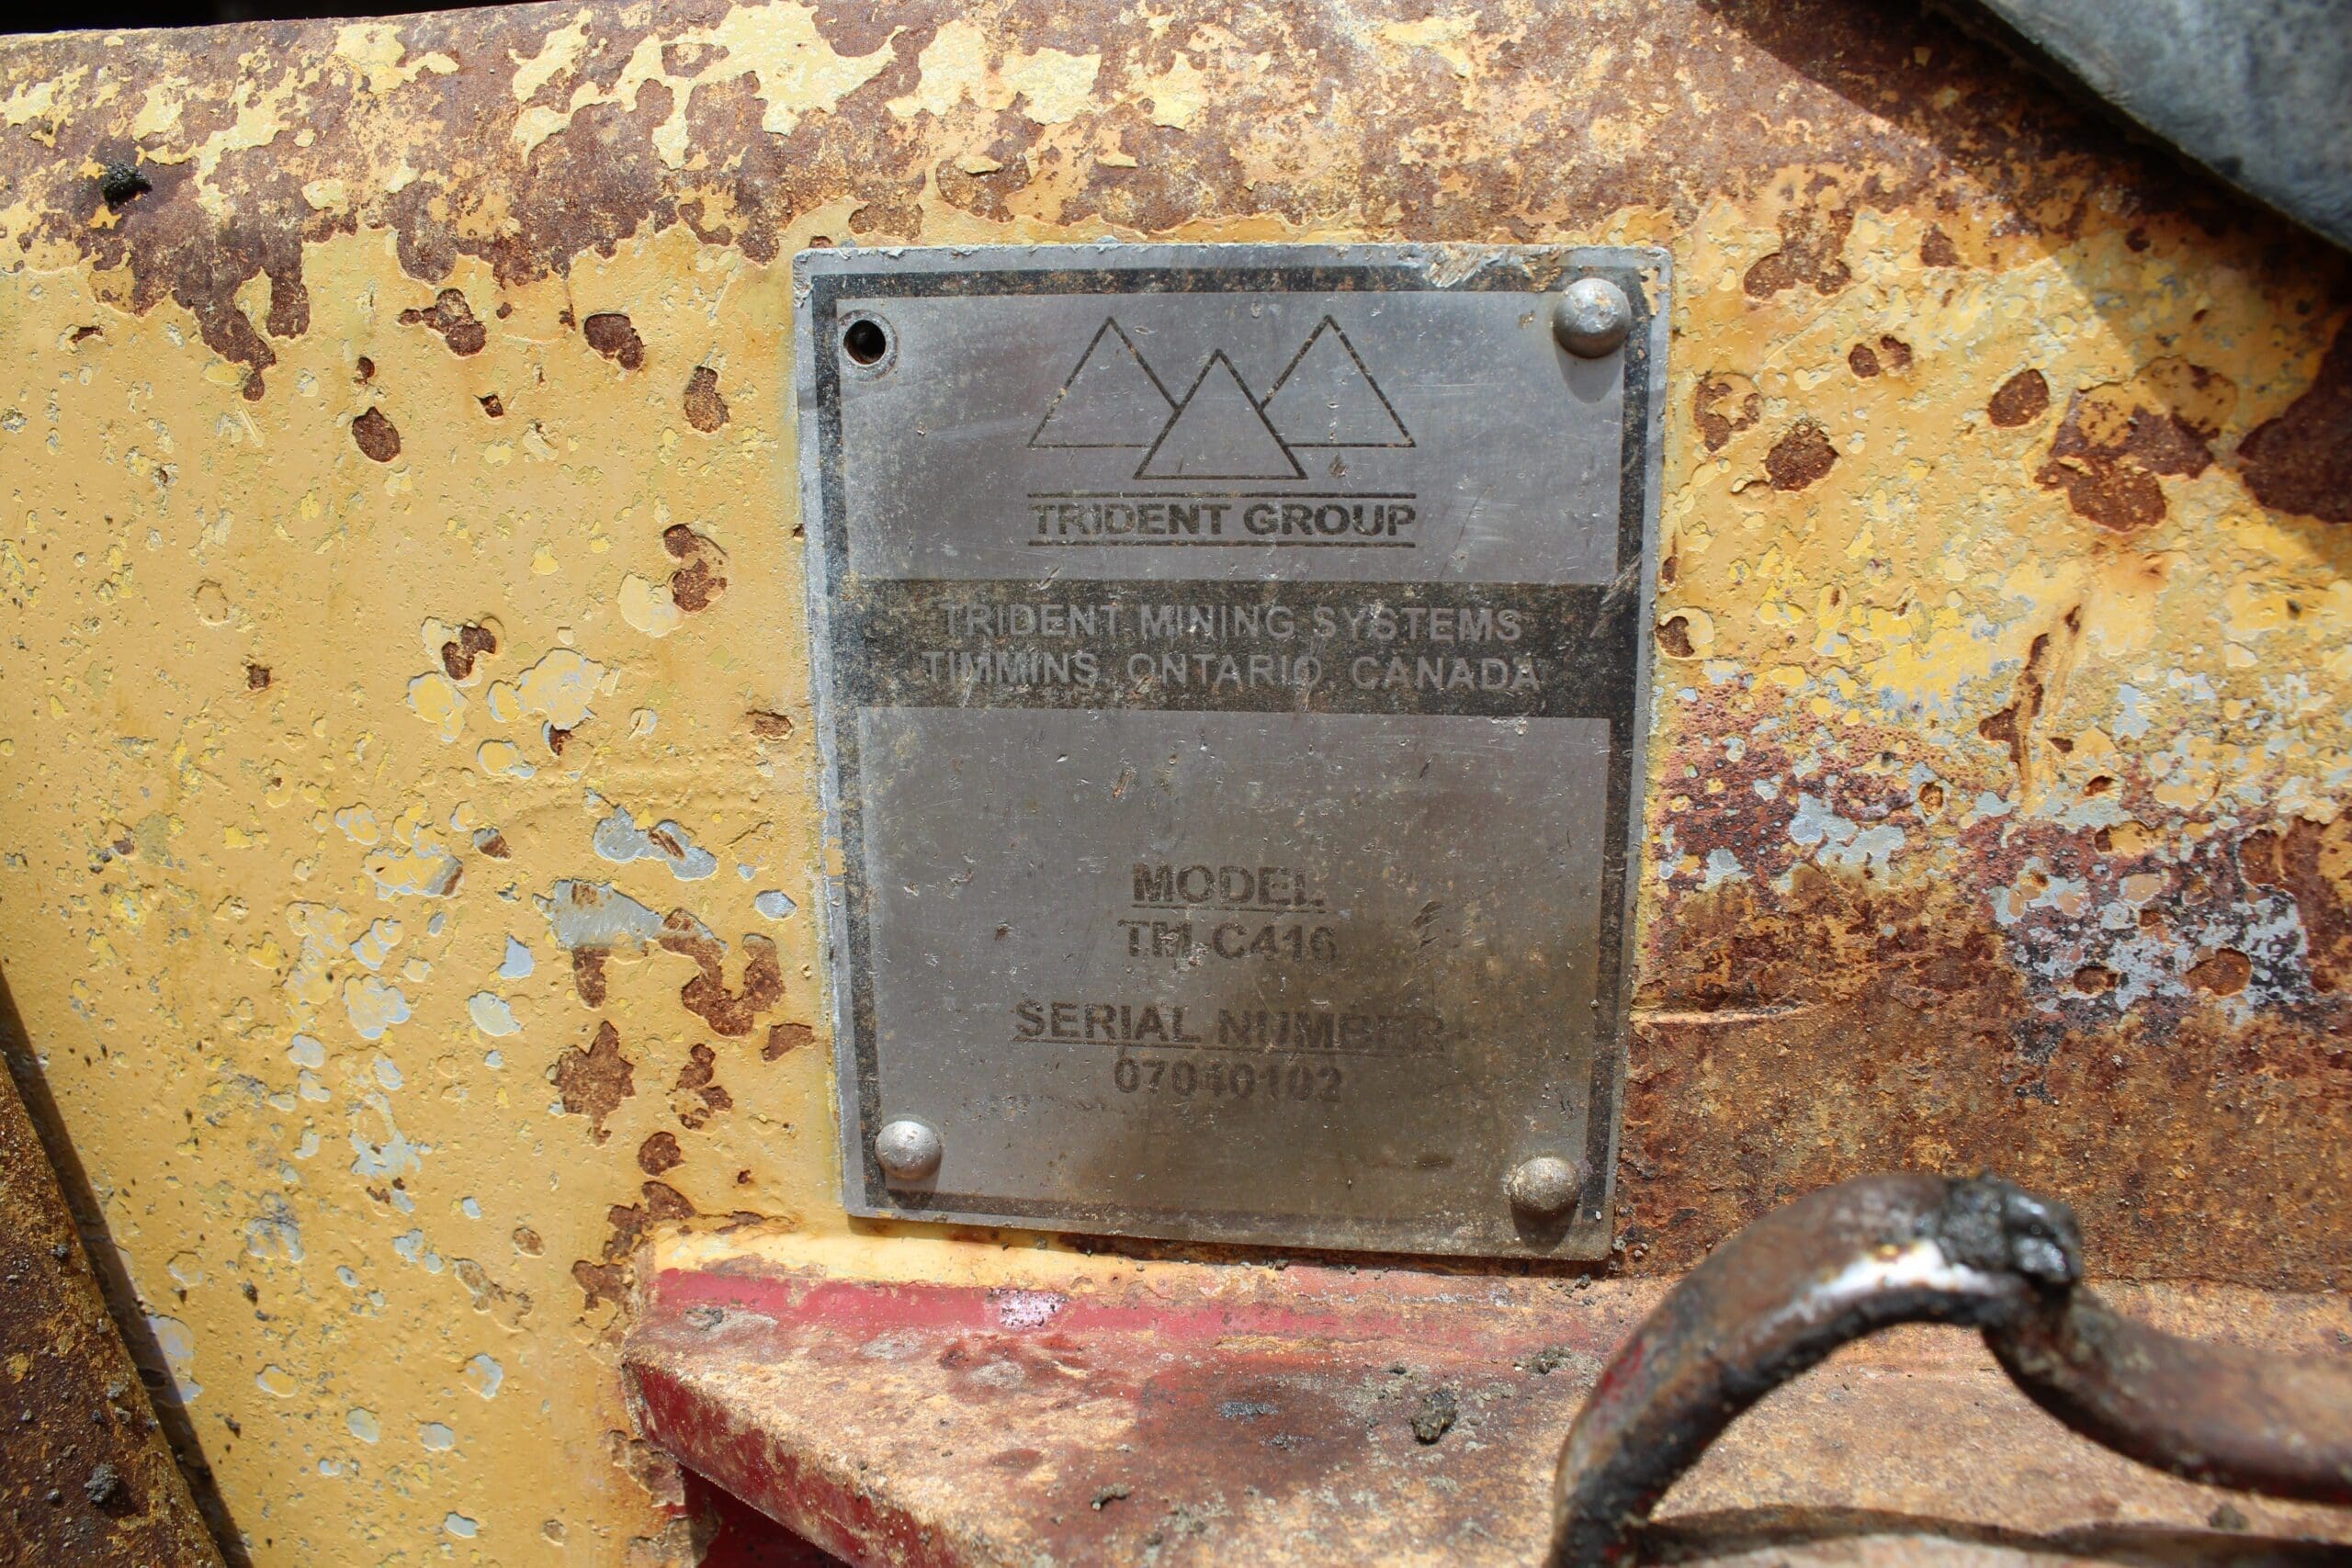 TRIDENT GROUP
TRIDENT MINING SYSTEMS
TIMMINS, ONTARIO, CANADA
MODEL
TM-C416
SERIAL NUMBER
07040102